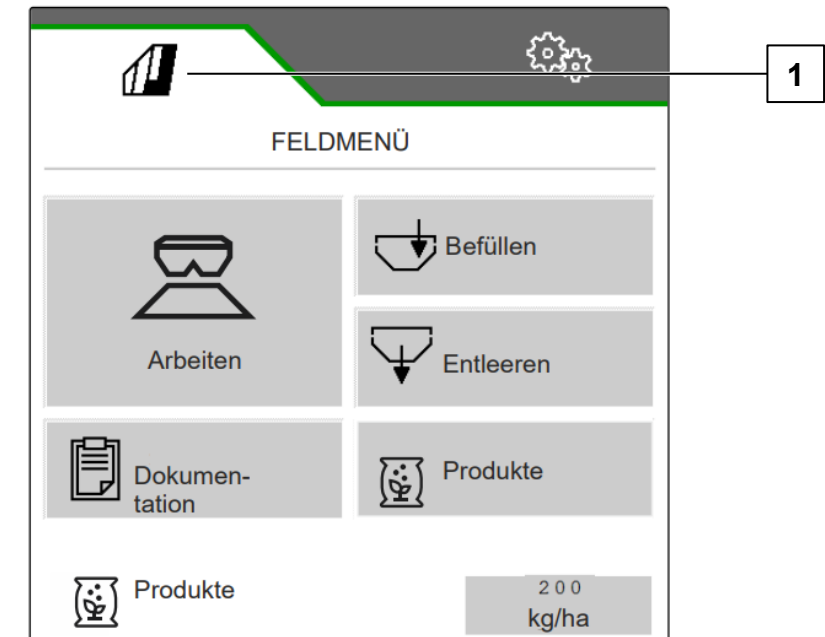 1
FELDMENÜ
Arbeiten
Befüllen
Entleeren
Dokumen-
tation
Produkte
Produkte
200
kg/ha